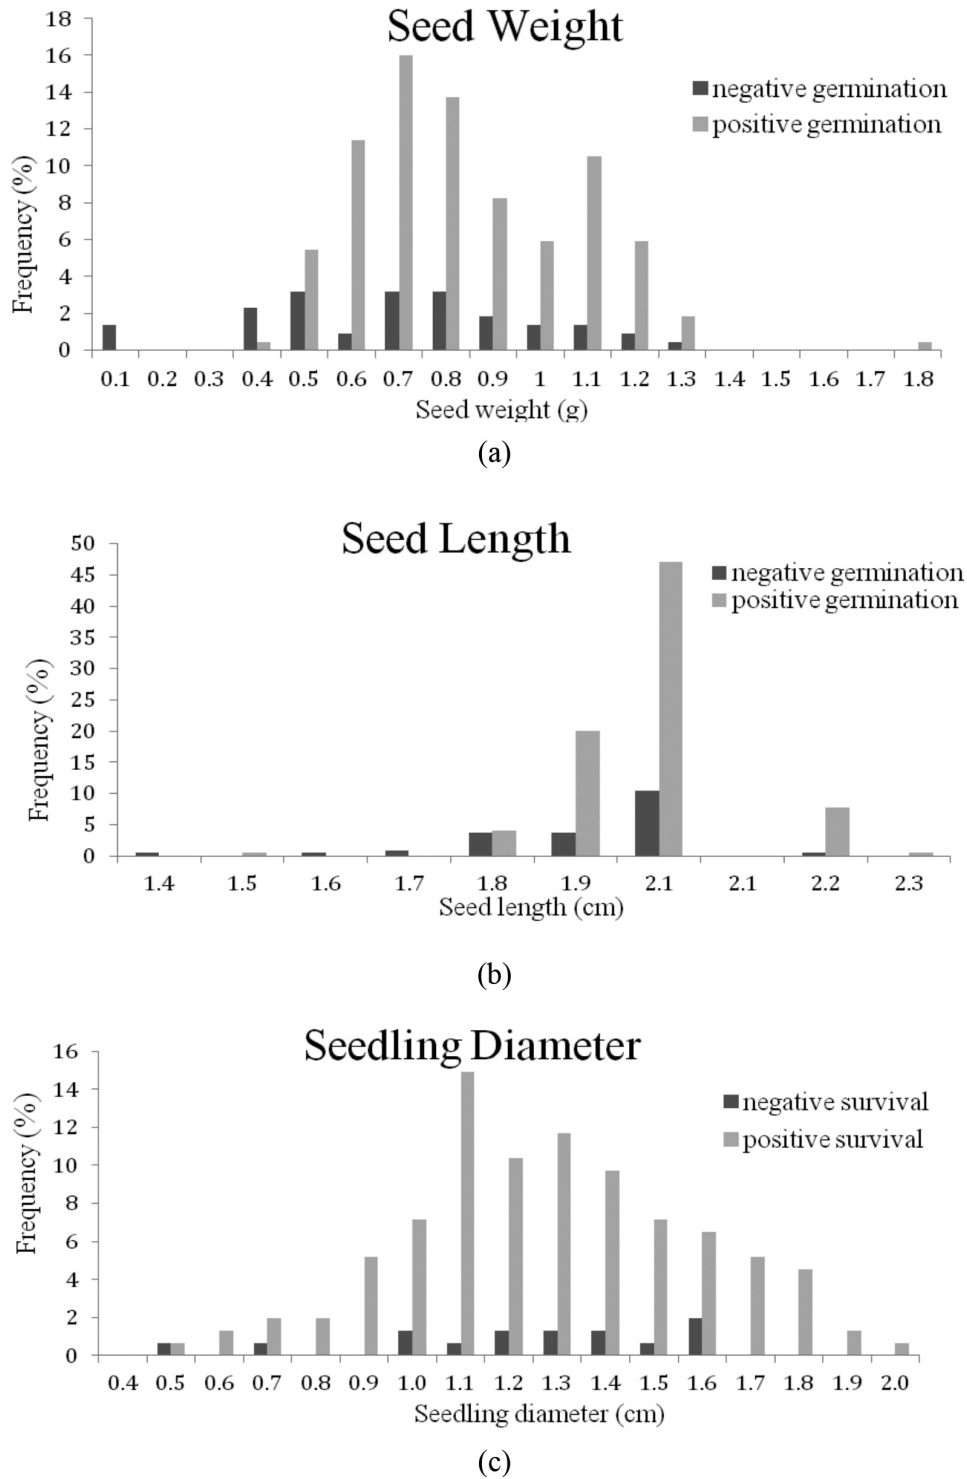 Seed Weight
18
16
14
12
10
8
6
4
2
0
Frequency (%)
negative germination
positive germination
0.1 0.2 0.3 0.4 0.5 0.6 0.7 0.8 0.9 1 1.1 1.2 1.3 1.4 1.5 1.6 1.7 1.8
Seed weight (g)
(a)
Seed Length
50
45
40
35
30
25
20
15
10
5
0
Frequency (%)
negative germination
positive germination
1.4 1.5 1.6 1.7 1.8 1.9 2.1 2.1 2.2 2.3
Seed length (cm)
(b)
Seedling Diameter
16
14
12
10
8
6
4
2
0
Frequency (%)
negative survival
positive survival
0.4 0.5 0.6 0.7 0.8 0.9 1.0 1.1 1.2 1.3 1.4 1.5 1.6 1.7 1.8 1.9 2.0
Seedling diameter (cm)
(c)